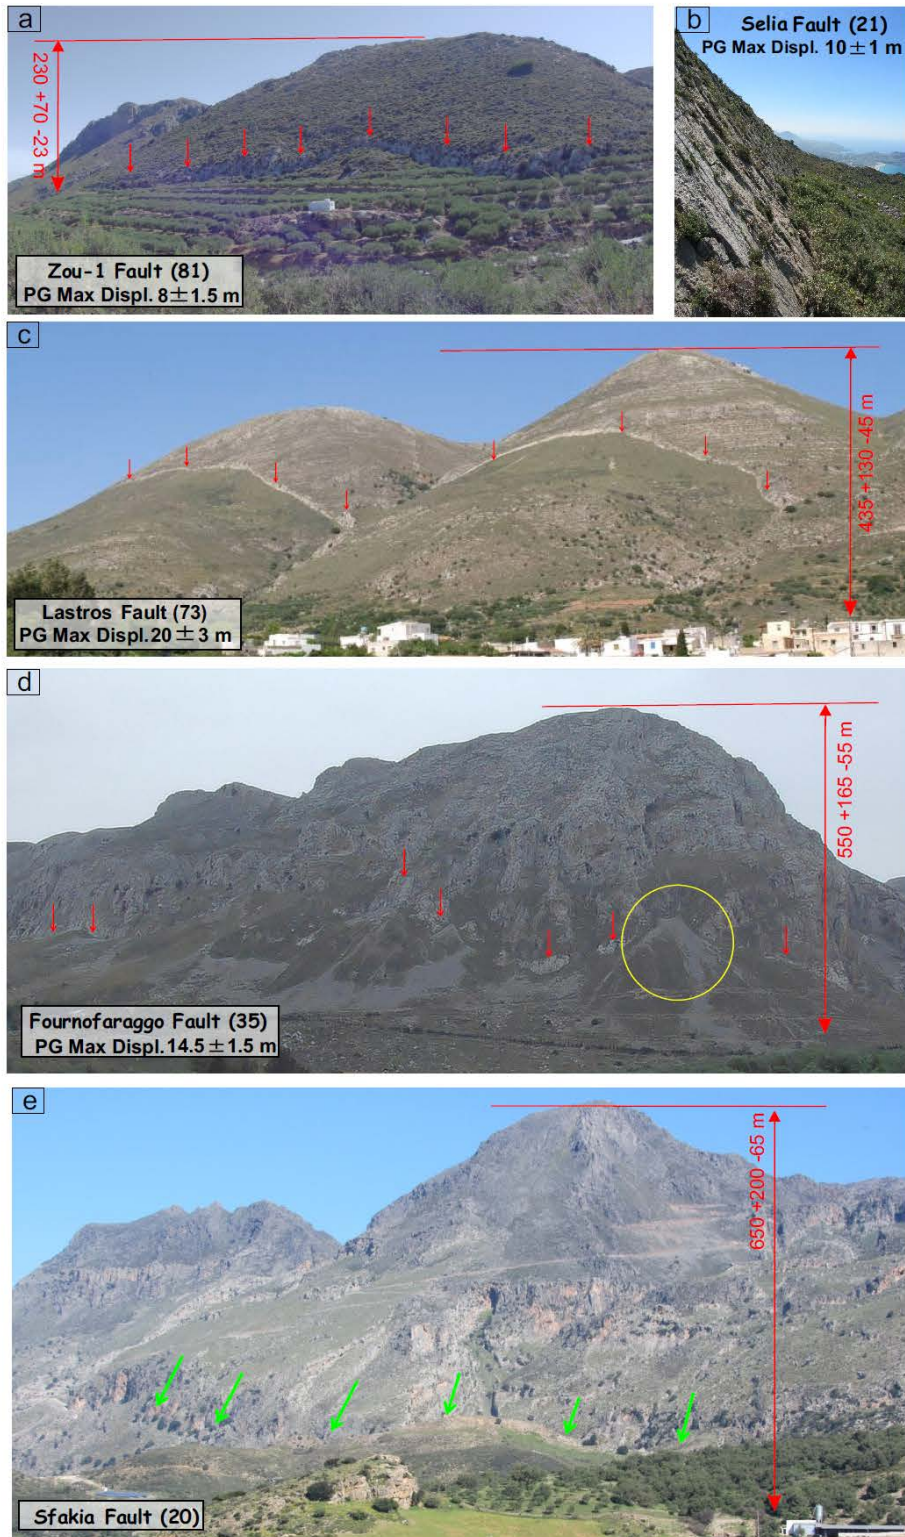 a
230 +70 -23 m
Zou-1 Fault (81)
PG Max Displ. 8±1.5 m
b
Selia Fault (21)
PG Max Displ. 10±1 m
c
435 +130 -45 m
Lastros Fault (73)
PG Max Displ.20±3 m
d
550 +165 -55 m
Fournofaraggo Fault (35)
PG Max Displ.14.5±1.5 m
e
650 +200 -65 m
Sfakia Fault (20)